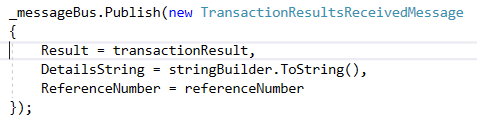 _messageBus.Publish(new TransactionResultsReceivedMessage
{
    Result = transactionResult,
    DetailsString = stringBuilder.ToString(),
    ReferenceNumber = referenceNumber
});